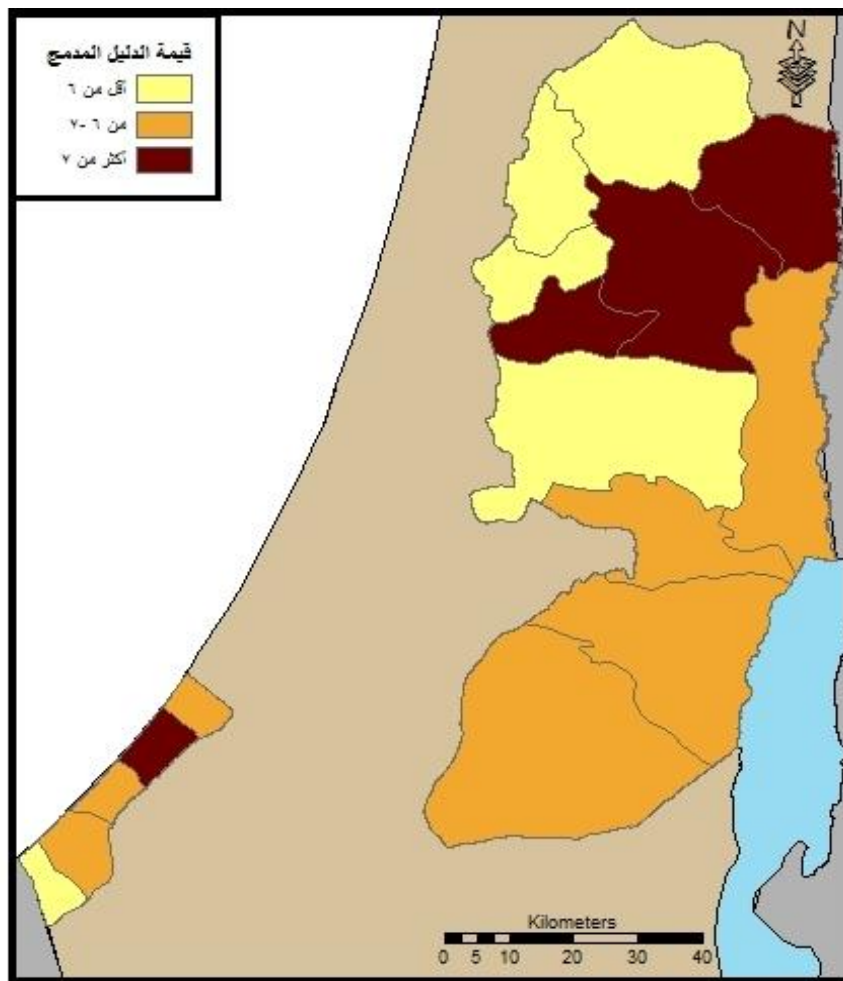 قيمة الدليل المدمج
أقل من ٦
من ٦ -٧
أكثر من ٧
N
Kilometers
0 5 10 20 30 40